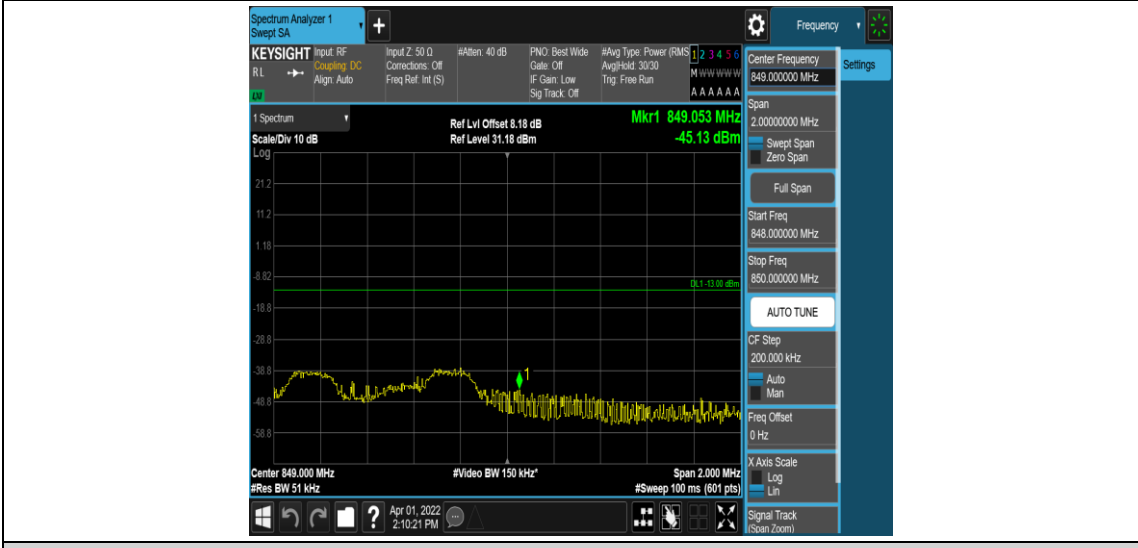 Spectrum Analyzer 1
Swept SA
+
Frequency
KEYSIGHT
RL
Input: RF
Coupling: DC
Align: Auto
Input Z: 50 Ω
Corrections: Off
Freq Ref: Int (S)
#Atten: 40 dB
PNO: Best Wide
Gate: Off
IF Gain: Low
Sig Track: Off
#Avg Type: Power (RMS
Avg|Hold: 30/30
Trig: Free Run
1 2 3 4 5 6
M W W W W W
A A A A A A
1 Spectrum
Scale/Div 10 dB
Log
Ref Lvl Offset 8.18 dB
Ref Level 31.18 dBm
Mkr1 849.053 MHz
-45.13 dBm
21.2
11.2
1.18
-8.82
DL1 -13.00 dBm
-18.8
-28.8
-38.8
1
-48.8
-58.8
Center 849.000 MHz
#Video BW 150 kHz*
Span 2.000 MHz
#Res BW 51 kHz
#Sweep 100 ms (601 pts)
?
Apr 01, 2022
2:10:21 PM
Center Frequency
849.000000 MHz
Settings
Span
2.00000000 MHz
Swept Span
Zero Span
Full Span
Start Freq
848.000000 MHz
Stop Freq
850.000000 MHz
AUTO TUNE
CF Step
200.000 kHz
Auto
Man
Freq Offset
0 Hz
X Axis Scale
Log
Lin
Signal Track
(Span Zoom)